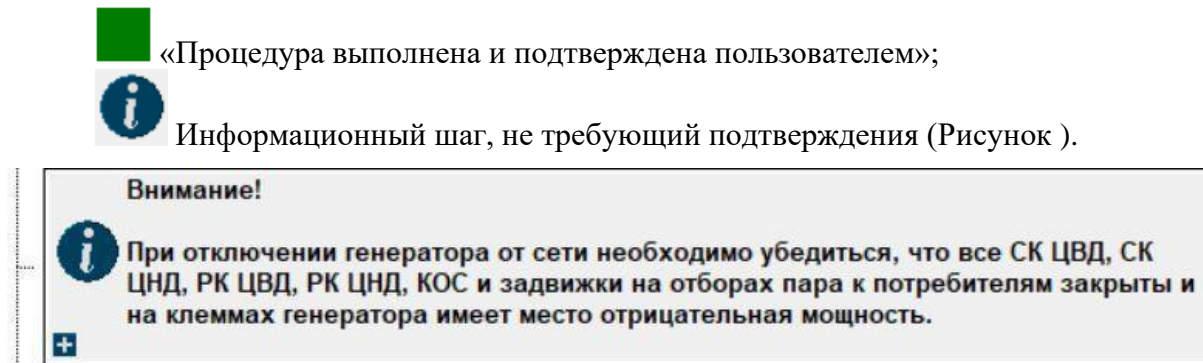 «Процедура выполнена и подтверждена пользователем»;
Информационный шаг, не требующий подтверждения (Рисунок ).
Внимание!
При отключении генератора от сети необходимо убедиться, что все СК ЦВД, СК
ЦНД, РК ЦВД, РК ЦНД, КОС и задвижки на отборах пара к потребителям закрыты и
на клеммах генератора имеет место отрицательная мощность.